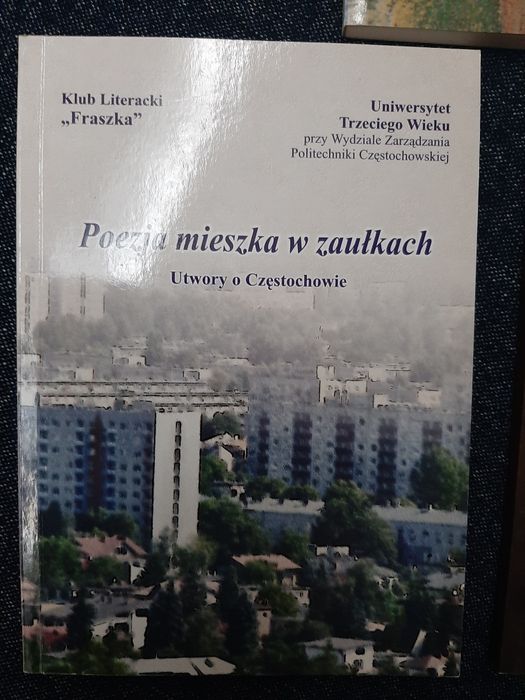 Klub Literacki
„Fraszka”
Uniwersytet
Trzeciego Wieku
przy Wydziale Zarządzania
Politechniki Częstochowskiej
Poezja mieszka w zaułkach
Utwory o Częstochowie